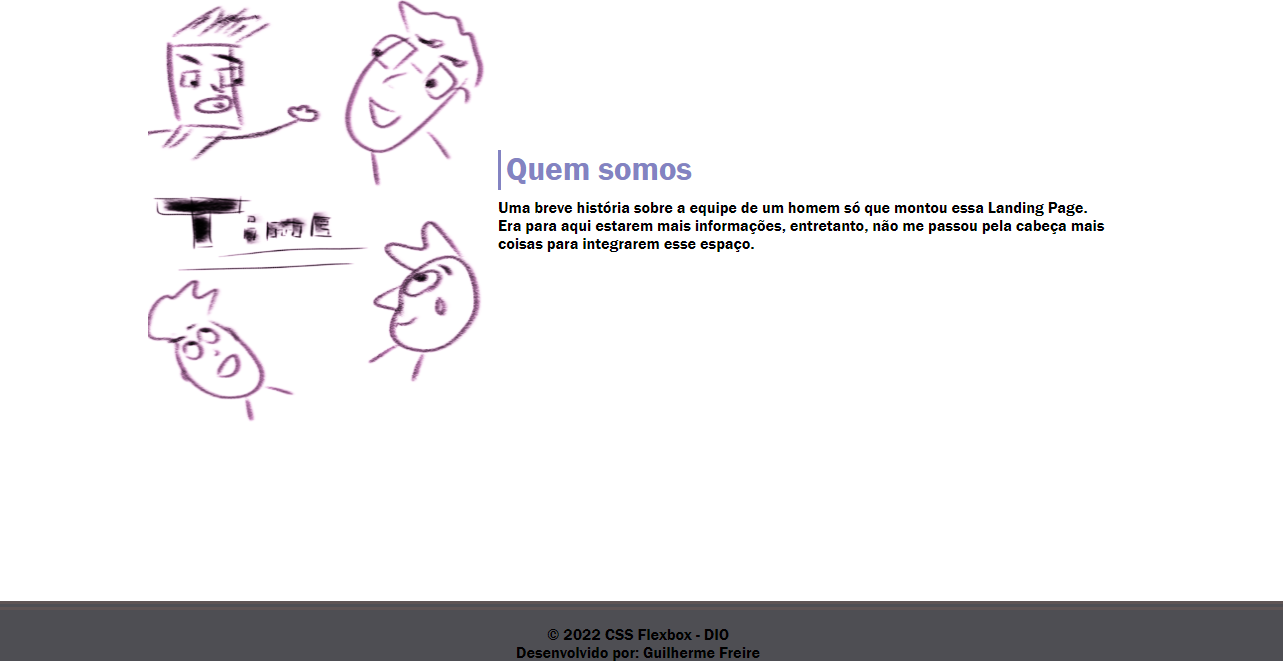 Time
Quem somos
Uma breve história sobre a equipe de um homem só que montou essa Landing Page.
Era para aqui estarem mais informações, entretanto, não me passou pela cabeça mais
coisas para integrarem esse espaço.
© 2022 CSS Flexbox - DIO
Desenvolvido por: Guilherme Freire